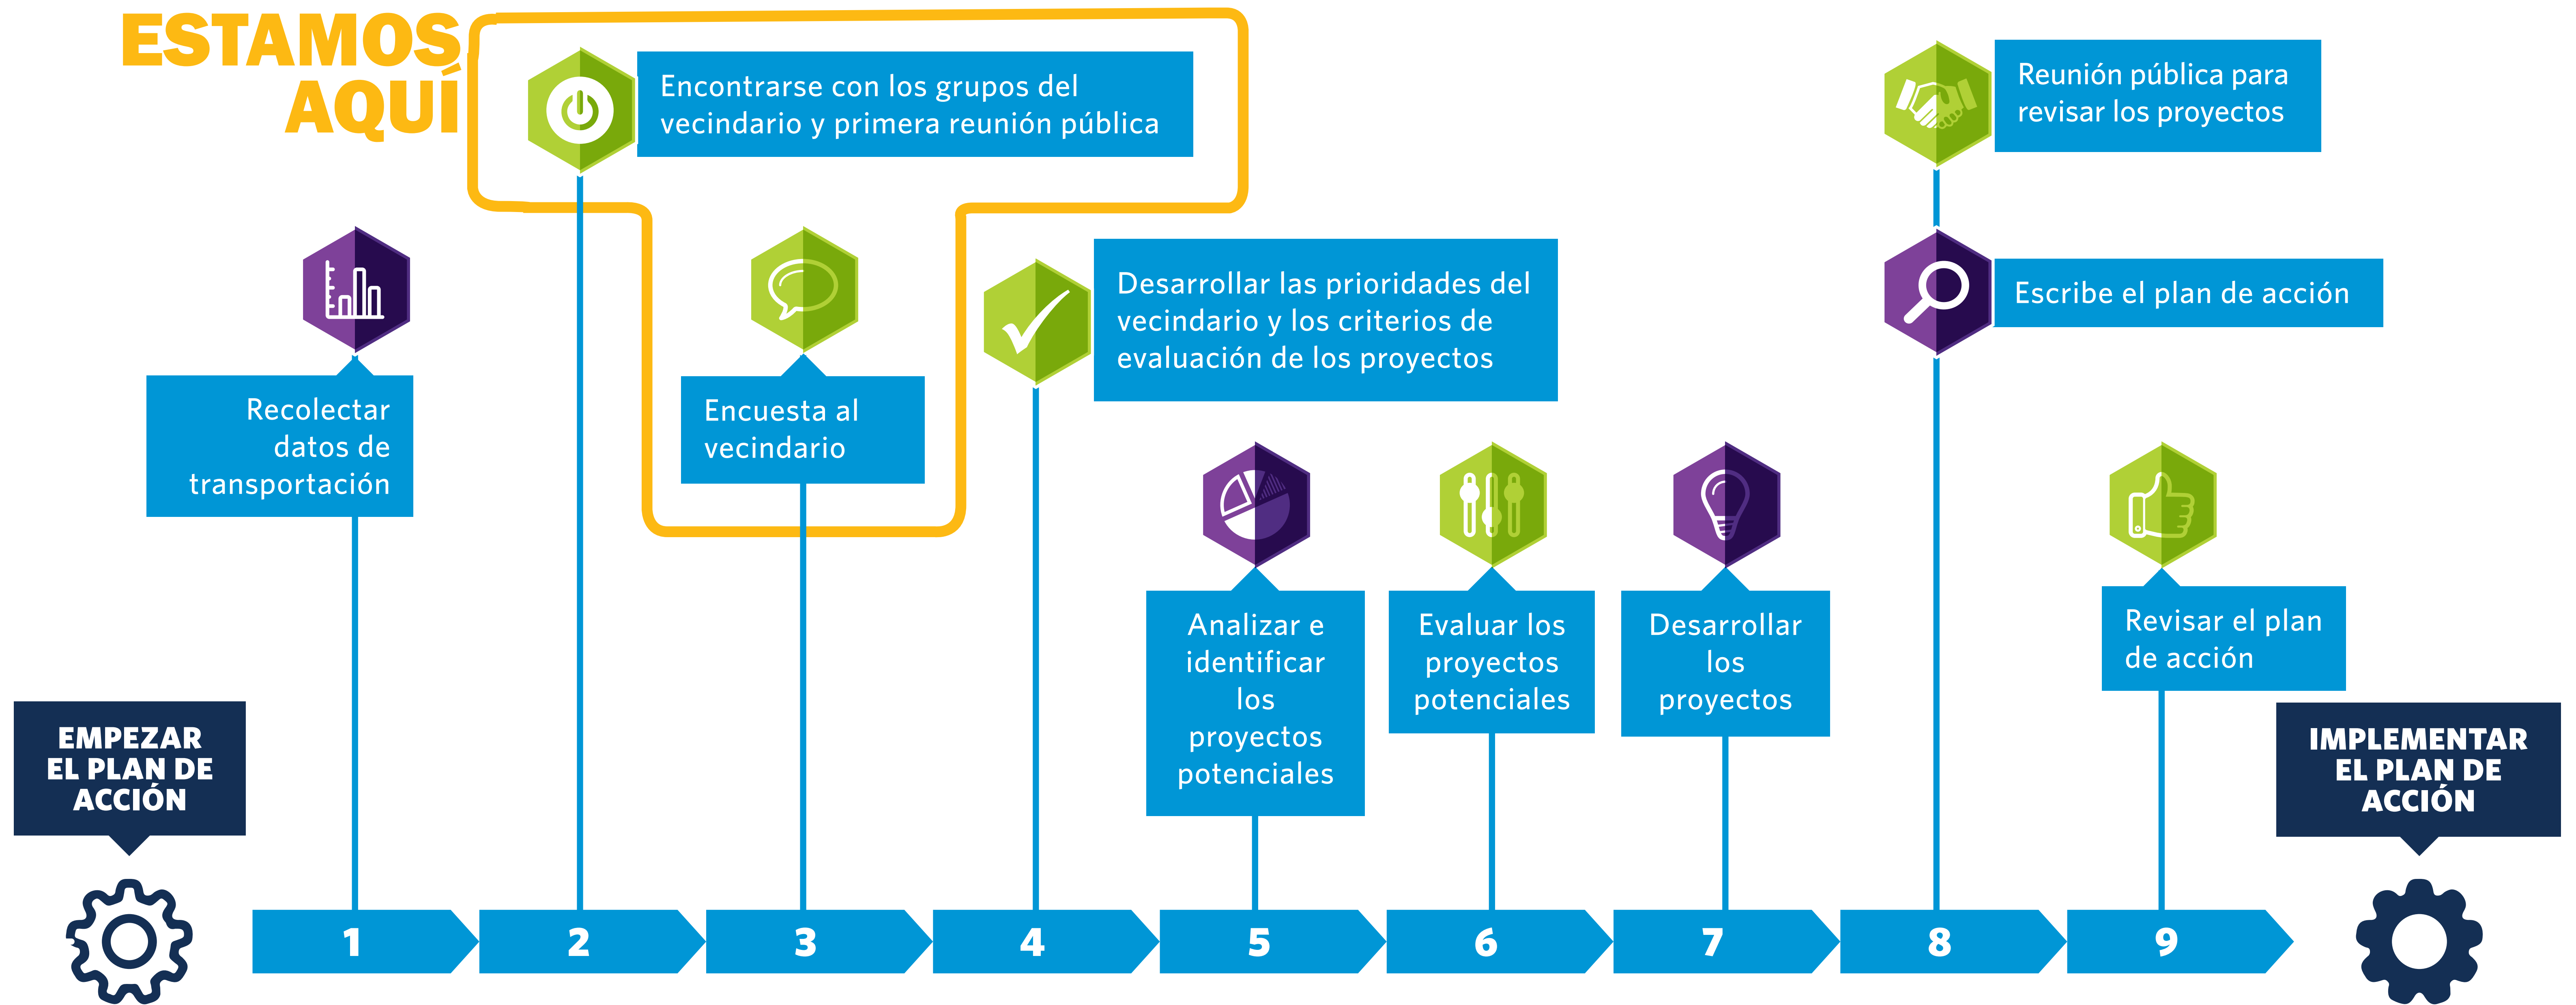 ESTAMOS
AQUÍ
Encontrarse con los grupos del
vecindario y primera reunión pública
Reunión pública para
revisar los proyectos
Recolectar
datos de
transportación
Encuesta al
vecindario
Desarrollar las prioridades del
vecindario y los criterios de
evaluación de los proyectos
Escribe el plan de acción
Analizar e
identificar
los
proyectos
potenciales
Evaluar los
proyectos
potenciales
Desarrollar
los
proyectos
Revisar el plan
de acción
EMPEZAR
EL PLAN DE
ACCIÓN
IMPLEMENTAR
EL PLAN DE
ACCIÓN
1
2
3
4
5
6
7
8
9